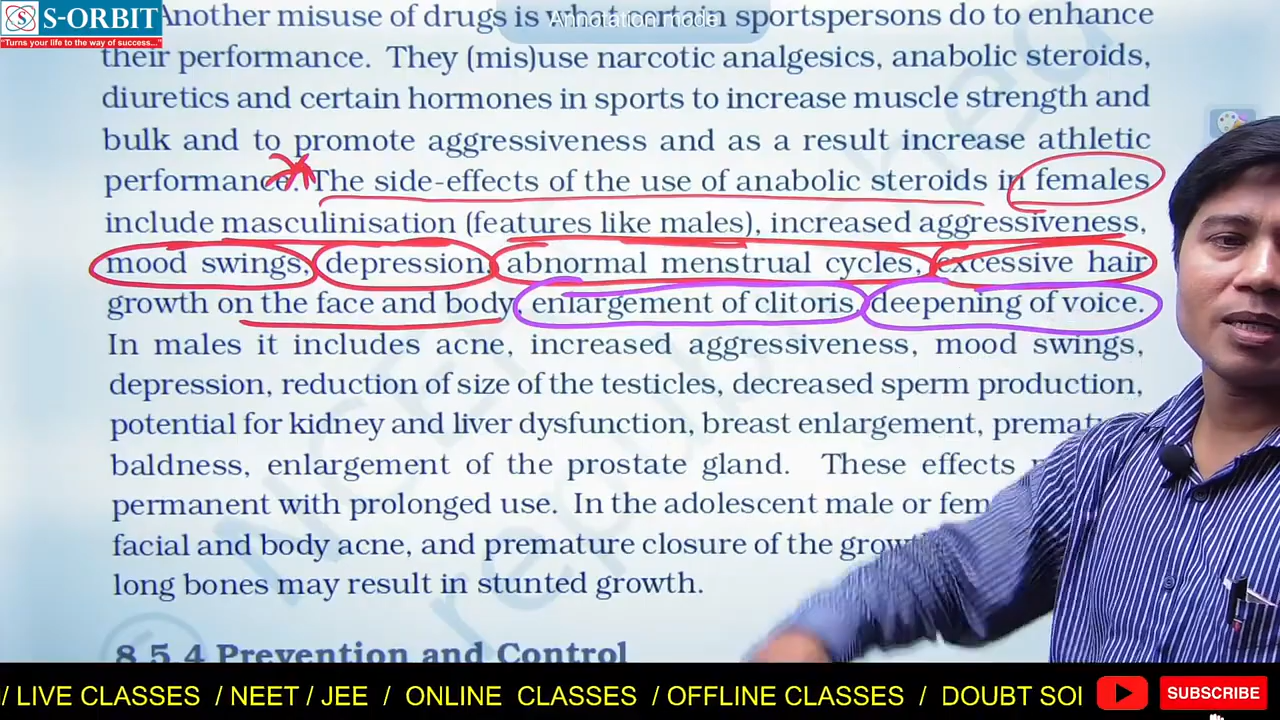 S-ORBIT
"Turns your life to the way of success..."
Annotation mode
Another misuse of drugs is what certain sportspersons do to enhance
their performance. They (mis)use narcotic analgesics, anabolic steroids,
diuretics and certain hormones in sports to increase muscle strength and
bulk and to promote aggressiveness and as a result increase athletic
performance. The side-effects of the use of anabolic steroids in females
include masculinisation (features like males), increased aggressiveness,
mood swings, depression, abnormal menstrual cycles, excessive hair
growth on the face and body, enlargement of clitoris, deepening of voice.
In males it includes acne, increased aggressiveness, mood swings,
depression, reduction of size of the testicles, decreased sperm production,
potential for kidney and liver dysfunction, breast enlargement,
baldness, enlargement of the prostate gland. These effects
permanent with prolonged use. In the adolescent male or
facial and body acne, and premature closure of the
long bones may result in stunted growth.
8.5.4 Prevention and Control
/ LIVE CLASSES / NEET / JEE / ONLINE CLASSES / OFFLINE CLASSES / DOUBT SOI
SUBSCRIBE